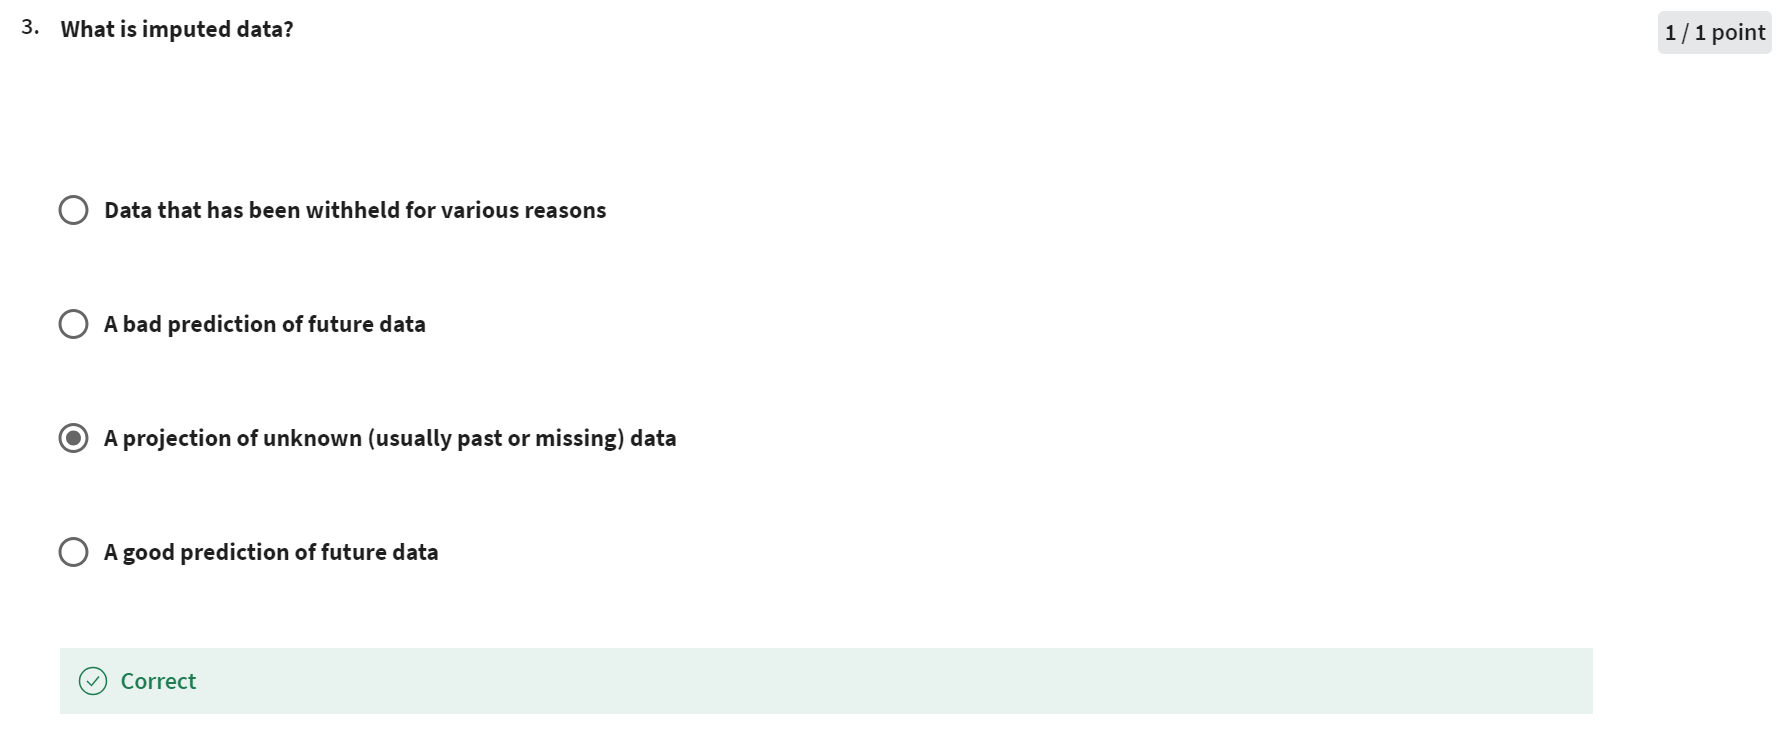 3. What is imputed data?
1 / 1 point
Data that has been withheld for various reasons
A bad prediction of future data
A projection of unknown (usually past or missing) data
A good prediction of future data
Correct